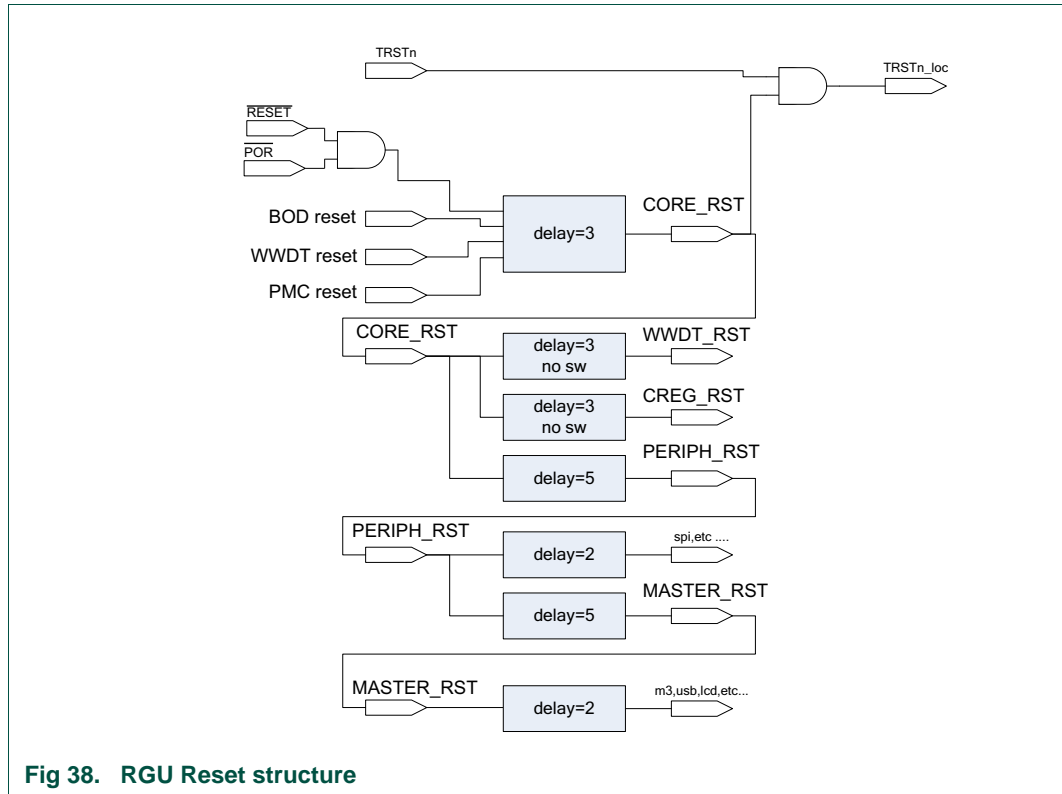 TRSTn
TRSTn_loc
RESET
POR
BOD reset
WWDT reset
PMC reset
delay=3
CORE_RST
CORE_RST
delay=3
no sw
WWDT_RST
delay=3
no sw
CREG_RST
delay=5
PERIPH_RST
PERIPH_RST
delay=2
spi,etc ....
delay=5
MASTER_RST
MASTER_RST
delay=2
m3,usb,lcd,etc...
Fig 38. RGU Reset structure